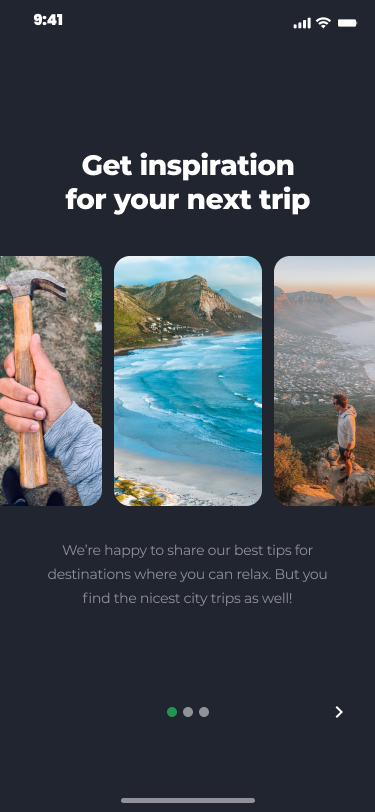 9:41
Get inspiration
for your next trip
We're happy to share our best tips for
destinations where you can relax. But you
find the nicest city trips as well!